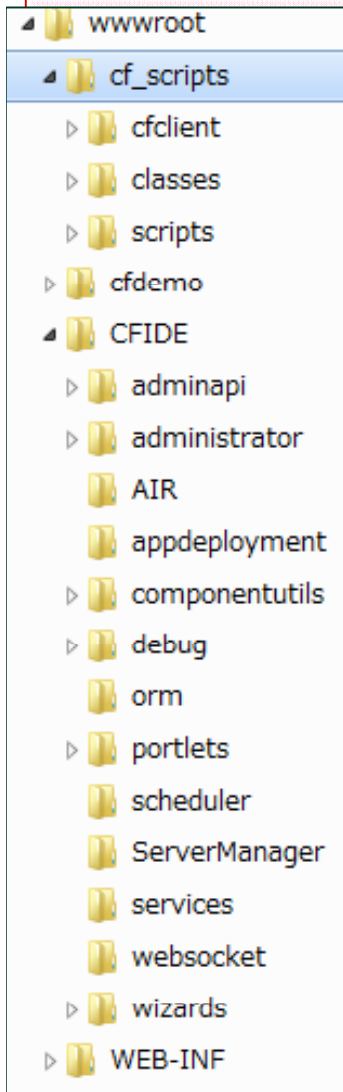 wwwroot
cf_scripts
cfclient
classes
scripts
cfdemo
CFIDE
adminapi
administrator
AIR
appdeployment
componentutils
debug
orm
portlets
scheduler
ServerManager
services
websocket
wizards
WEB-INF